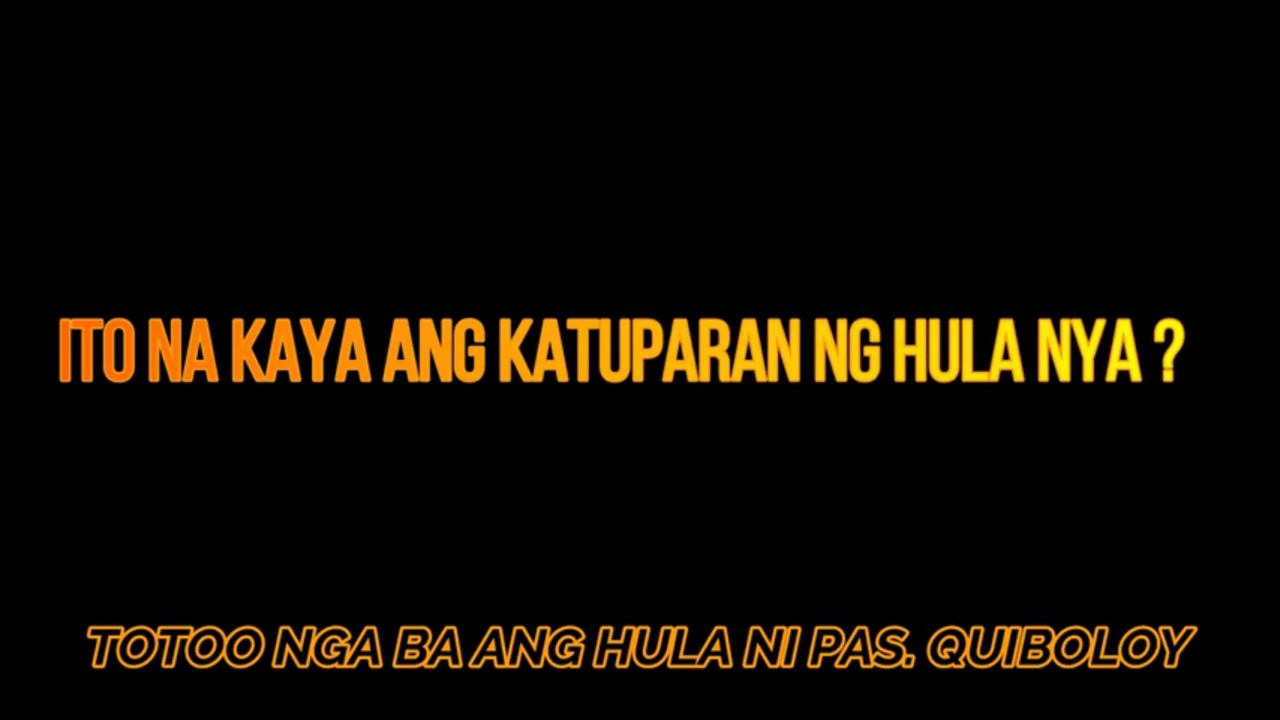 ITO NA KAYA ANG KATUPARAN NG HULA NYA ?
TOTOO NGA BA ANG HULA NI PAS. QUIBOLOY